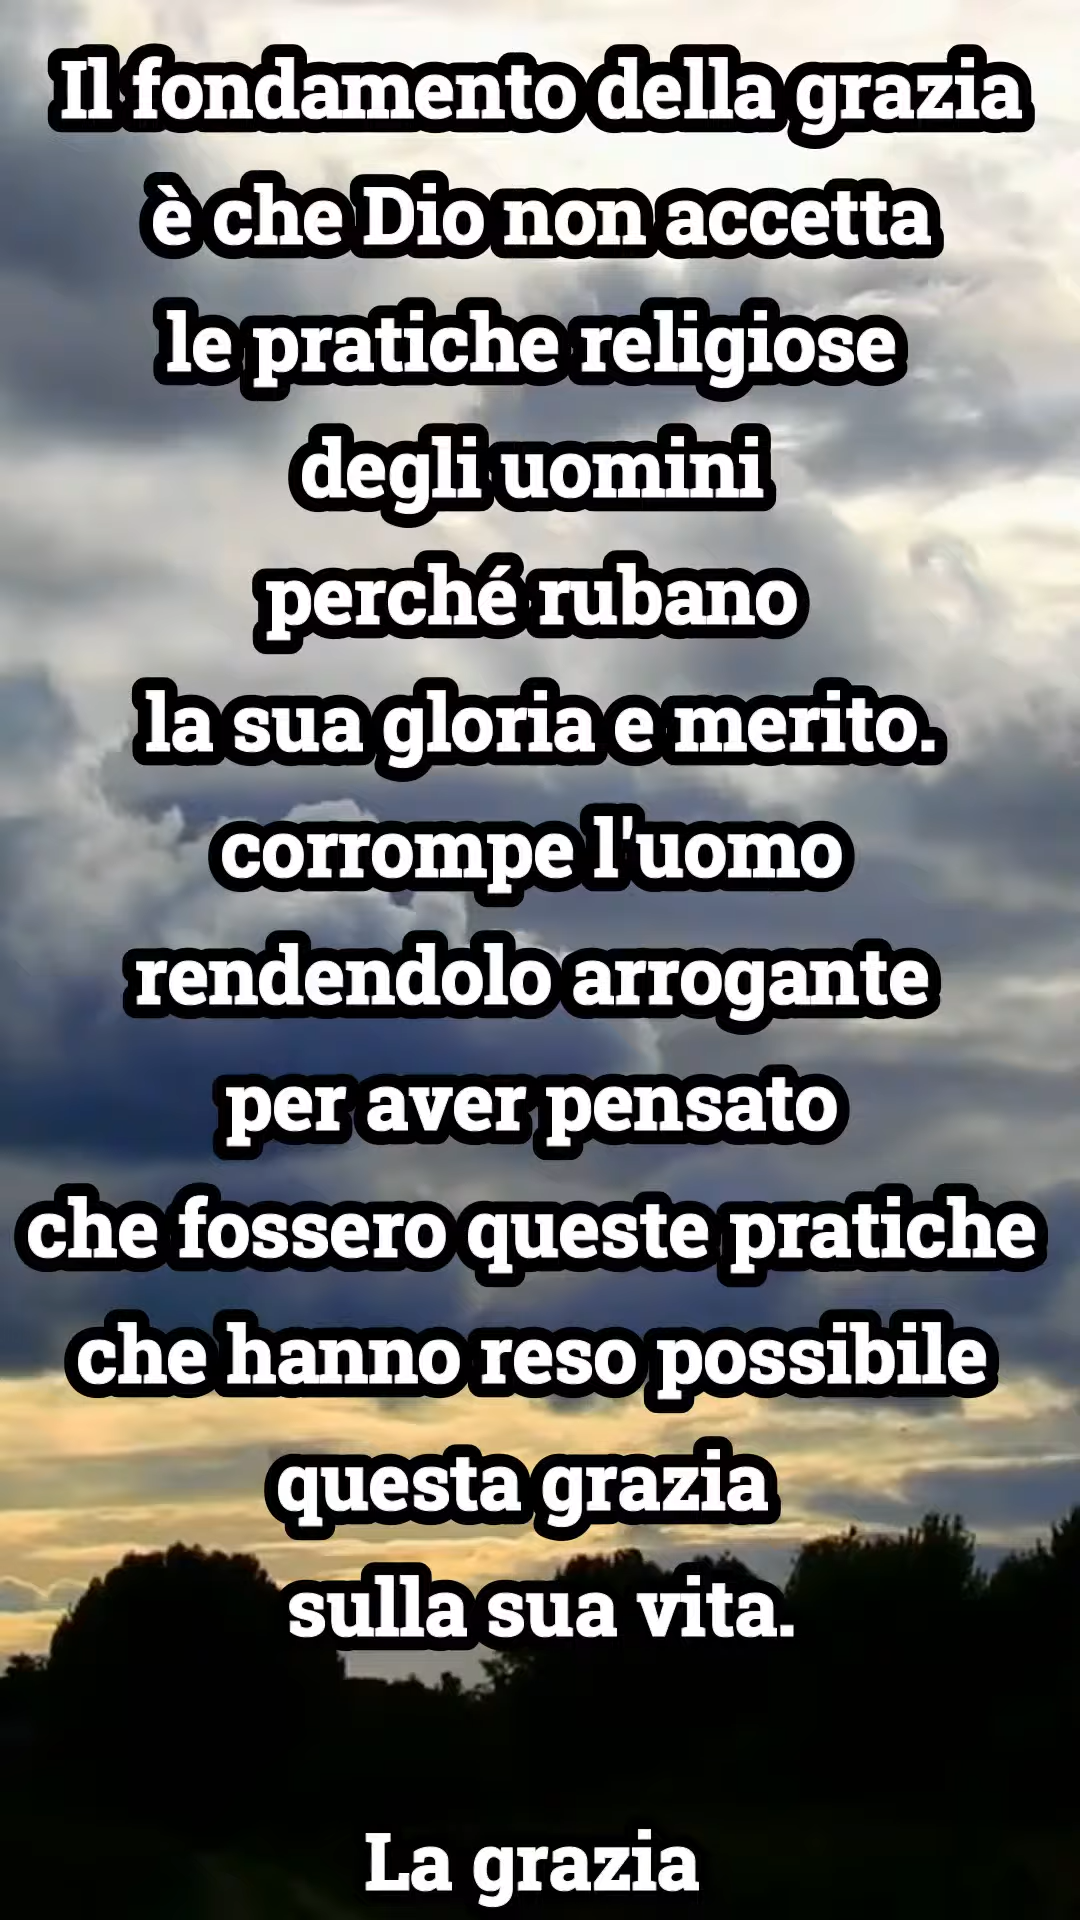 Il fondamento della grazia
è che Dio non accetta
le pratiche religiose
degli uomini
perché rubano
la sua gloria e merito.
corrompe l'uomo
rendendolo arrogante
per aver pensato
che fossero queste pratiche
che hanno reso possibile
questa grazia
sulla sua vita.
La grazia